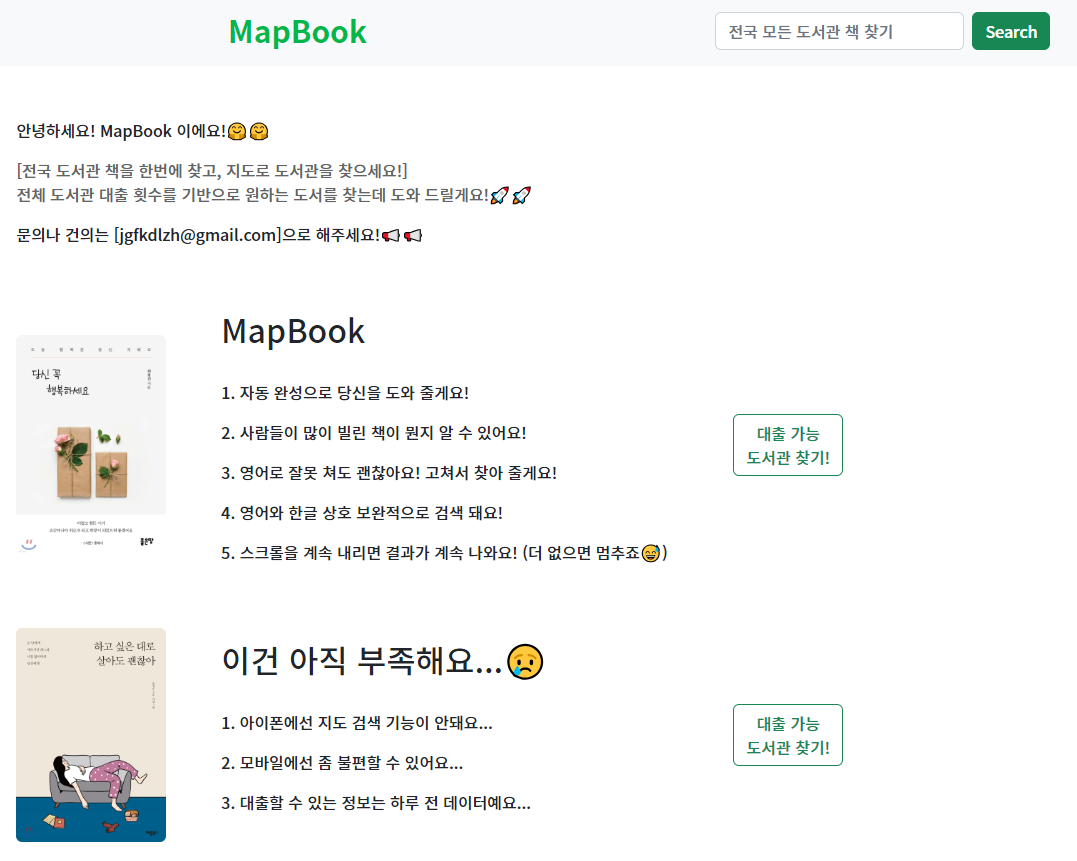 MapBook
전국 모든 도서관 책 찾기
Search
안녕하세요! MapBook 이에요!🤗🤗
[전국 도서관 책을 한번에 찾고, 지도로 도서관을 찾으세요!]
전체 도서관 대출 횟수를 기반으로 원하는 도서를 찾는데 도와 드릴게요!🚀🚀
문의나 건의는 [jgfkdlzh@gmail.com]으로 해주세요!📢📢
당신 꼭
행복하세요
MapBook
1. 자동 완성으로 당신을 도와 줄게요!
2. 사람들이 많이 빌린 책이 뭔지 알 수 있어요!
3. 영어로 잘못 쳐도 괜찮아요! 고쳐서 찾아 줄게요!
4. 영어와 한글 상호 보완적으로 검색 돼요!
5. 스크롤을 계속 내리면 결과가 계속 나와요! (더 없으면 멈추죠😅)
대출 가능
도서관 찾기!
하고 싶은 대로
살아도 괜찮아
이건 아직 부족해요...😢
1. 아이폰에선 지도 검색 기능이 안돼요...
2. 모바일에선 좀 불편할 수 있어요...
3. 대출할 수 있는 정보는 하루 전 데이터예요...
대출 가능
도서관 찾기!